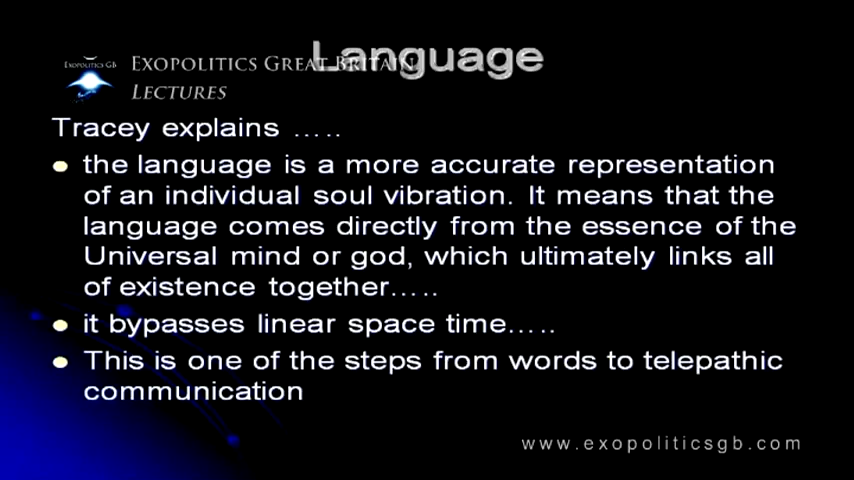 Language
EXOPOLITICS GB
EXOPOLITICS GREAT BRITAIN
LECTURES
Tracey explains …..
the language is a more accurate representation
of an individual soul vibration. It means that the
language comes directly from the essence of the
Universal mind or god, which ultimately links all
of existence together…..
it bypasses linear space time…..
This is one of the steps from words to telepathic
communication
www.exopoliticsgb.com